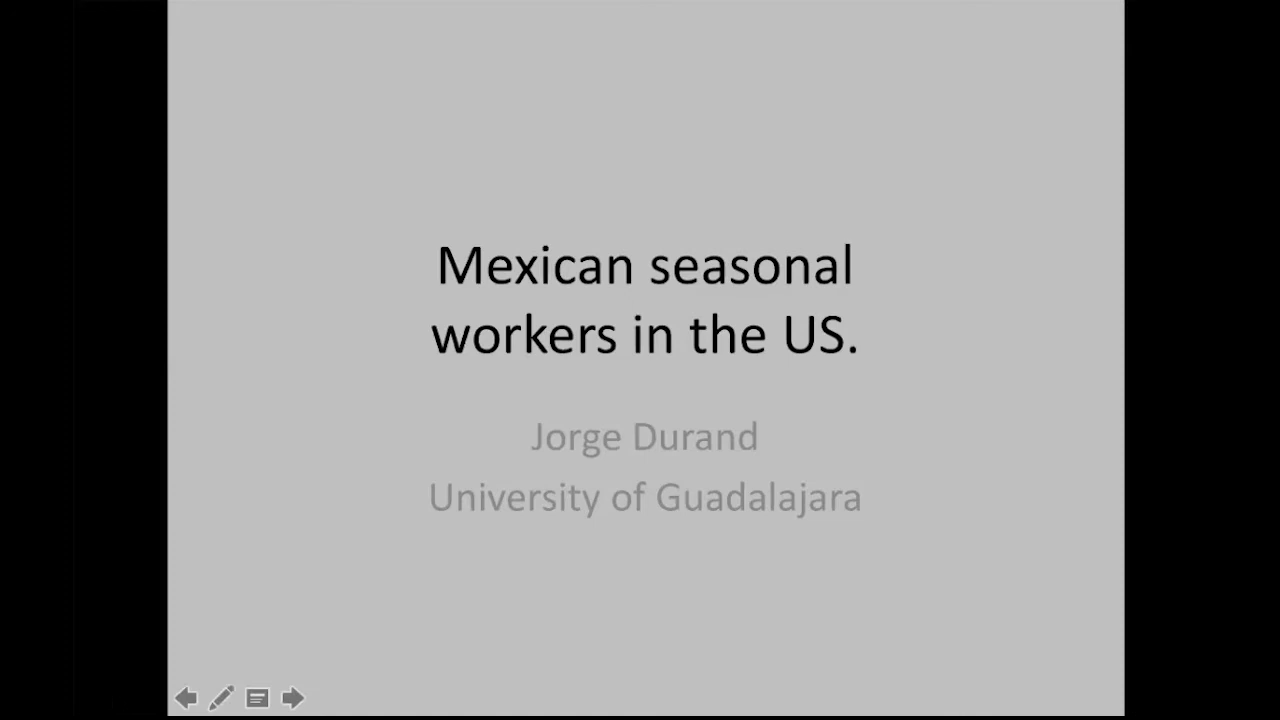 Mexican seasonal
workers in the US.
Jorge Durand
University of Guadalajara